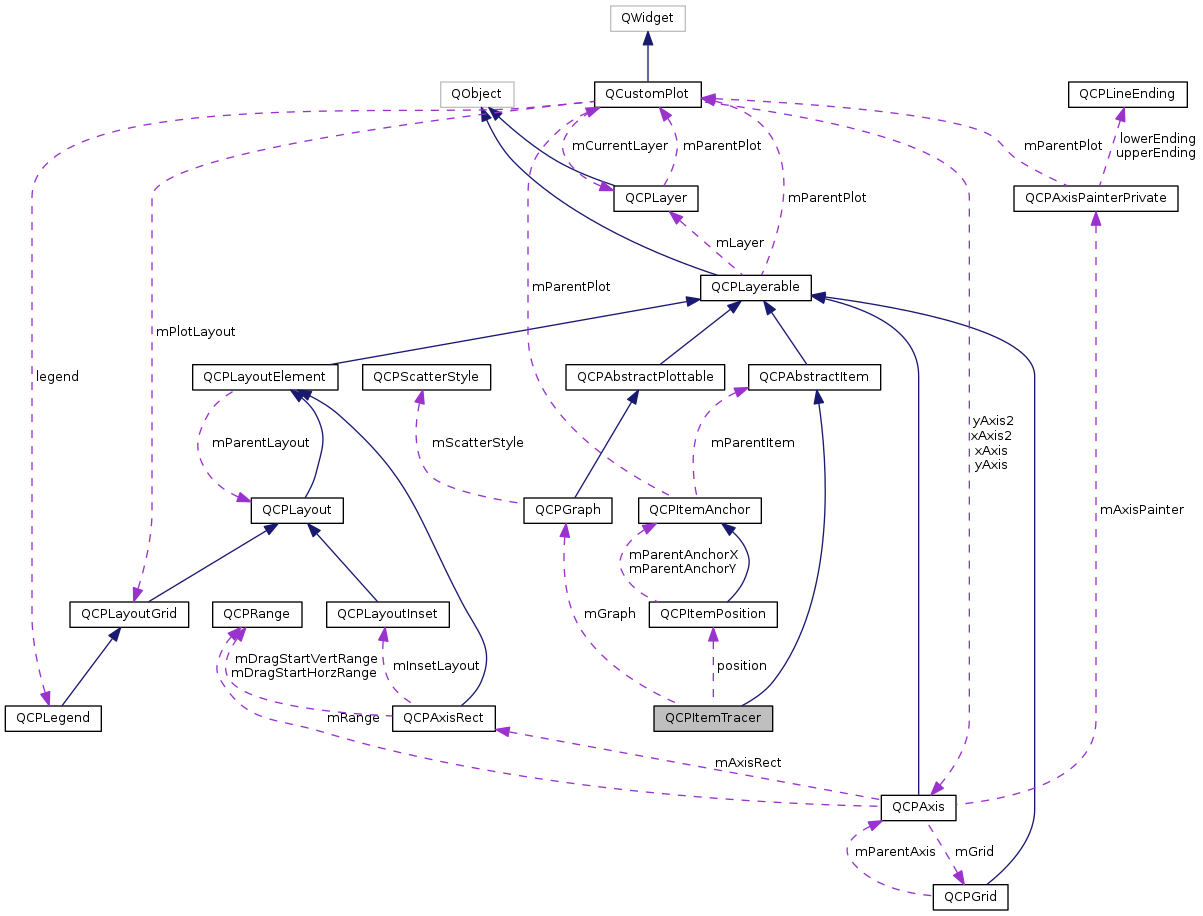 QWidget
QObject
QCustomPlot
QCPLineEnding
mCurrentLayer
mParentPlot
mParentPlot
lowerEnding
upperEnding
QCPLayer
mParentPlot
QCPAxisPainterPrivate
mLayer
mParentPlot
QCPLayerable
mPlotLayout
legend
QCPLayoutElement
QCPScatterStyle
QCPAbstractPlottable
QCPAbstractItem
yAxis2
xAxis2
xAxis
yAxis
mParentLayout
mScatterStyle
mParentItem
QCPLayout
QCPGraph
QCPItemAnchor
mAxisPainter
mParentAnchorX
mParentAnchorY
QCPLayoutGrid
QCPRange
QCPLayoutInset
mGraph
QCPItemPosition
mDragStartVertRange
mDragStartHorzRange
mInsetLayout
position
QCPLegend
mRange
QCPAxisRect
QCPItemTracer
mAxisRect
QCPAxis
mParentAxis
mGrid
QCPGrid